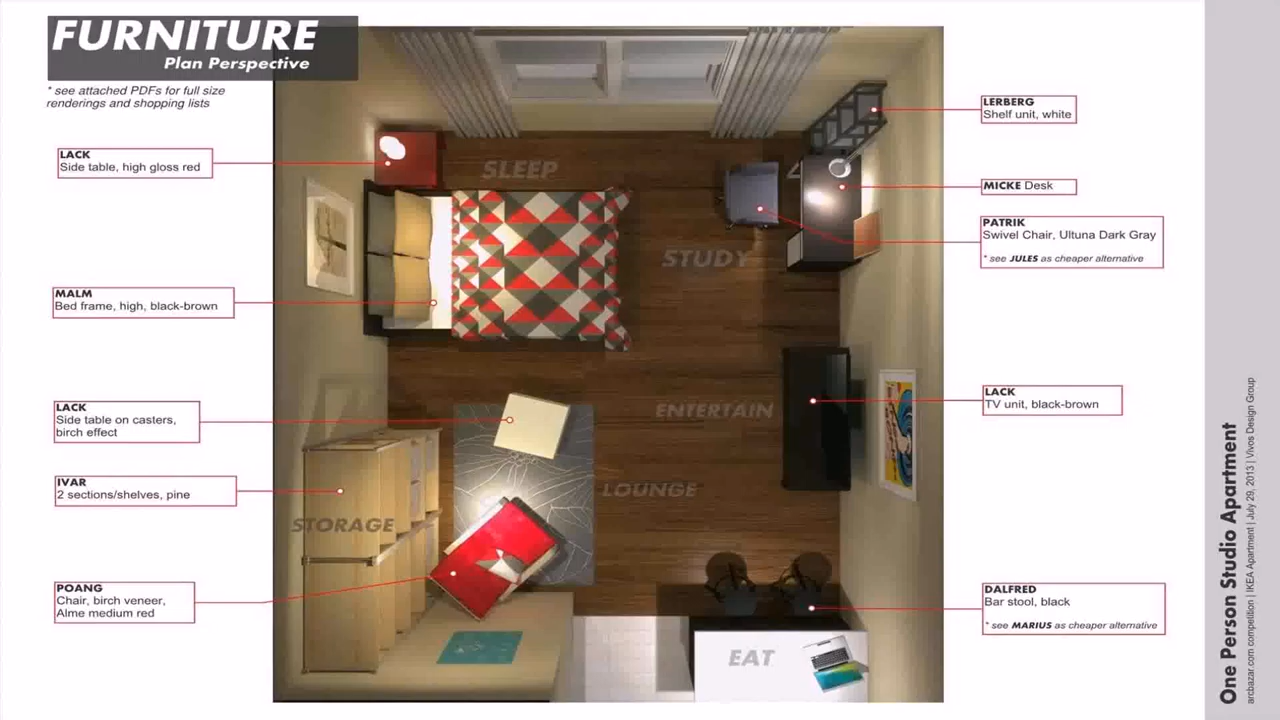 FURNITURE
Plan Perspective
* see attached PDFs for full size
renderings and shopping lists
LACK
Side table, high gloss red
MALM
Bed frame, high, black-brown
LACK
Side table on casters,
birch effect
IVAR
2 sections/shelves, pine
POANG
Chair, birch veneer,
Alme medium red
SLEEP
STUDY
ENTERTAIN
LOUNGE
STORAGE
EAT
LERBERG
Shelf unit, white
MICKE Desk
PATRIK
Swivel Chair, Ultuna Dark Gray
* see JULES as cheaper alternative
LACK
TV unit, black-brown
DALFRED
Bar stool, black
* see MARIUS as cheaper alternative
One Person Studio Apartment
arcbazar.com competition | IKEA Apartment | July 29, 2013 | Vivos Design Group